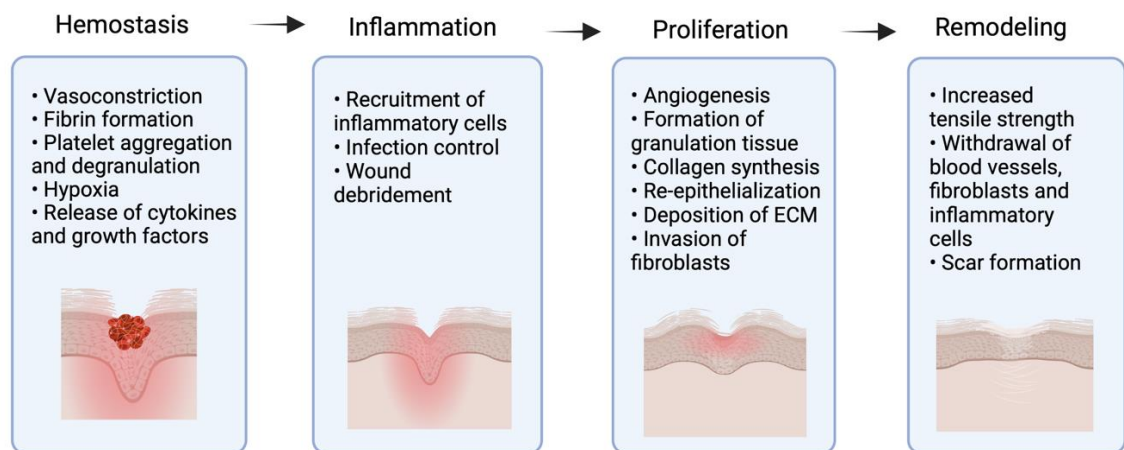 Hemostasis
Inflammation
Proliferation
Remodeling
• Vasoconstriction
• Fibrin formation
• Platelet aggregation
and degranulation
• Hypoxia
• Release of cytokines
and growth factors
• Recruitment of
inflammatory cells
• Infection control
• Wound
debridement
• Angiogenesis
• Formation of
granulation tissue
• Collagen synthesis
• Re-epithelialization
• Deposition of ECM
• Invasion of
fibroblasts
• Increased
tensile strength
• Withdrawal of
blood vessels,
fibroblasts and
inflammatory
cells
• Scar formation